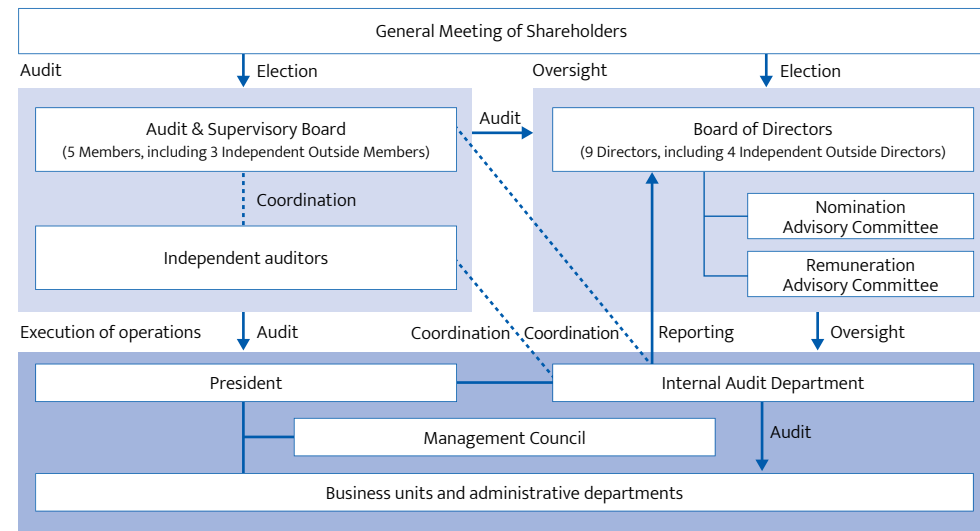 General Meeting of Shareholders
Audit
Election
Oversight
Election
Audit & Supervisory Board
(5 Members, including 3 Independent Outside Members)
Audit
Board of Directors
(9 Directors, including 4 Independent Outside Directors)
Coordination
Nomination
Advisory Committee
Independent auditors
Remuneration
Advisory Committee
Execution of operations
Audit
Coordination
Coordination
Reporting
Oversight
President
Internal Audit Department
Management Council
Audit
Business units and administrative departments